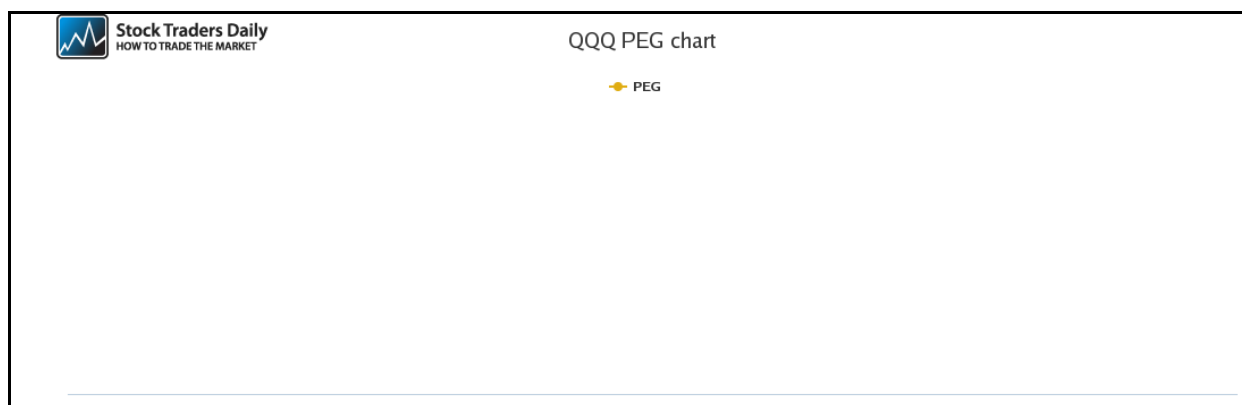 Stock Traders Daily
HOW TO TRADE THE MARKET
QQQ PEG chart
PEG